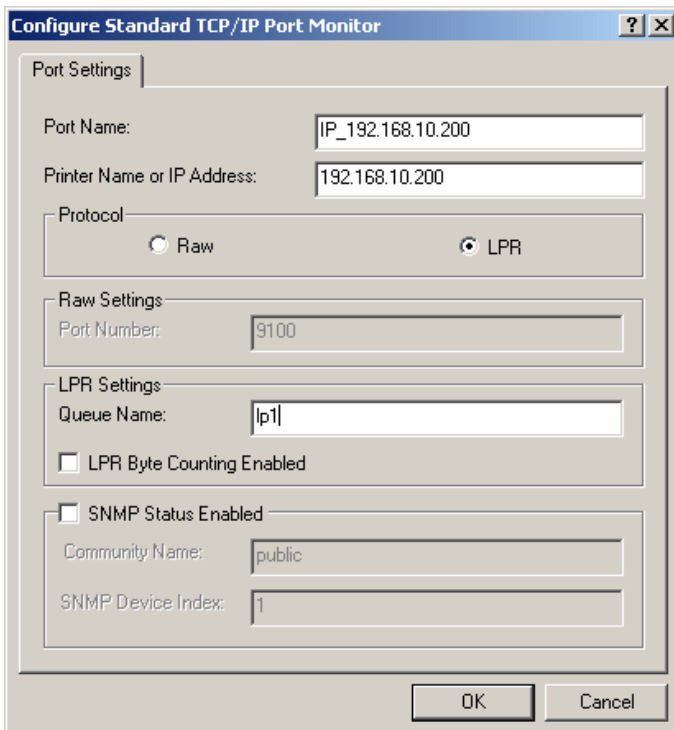 Configure Standard TCP/IP Port Monitor
Port Settings
Port Name: IP_192.168.10.200
Printer Name or IP Address: 192.168.10.200
Protocol
Raw LPR
Raw Settings
Port Number: 9100
LPR Settings
Queue Name: lp1
LPR Byte Counting Enabled
SNMP Status Enabled
Community Name: public
SNMP Device Index: 1
OK Cancel